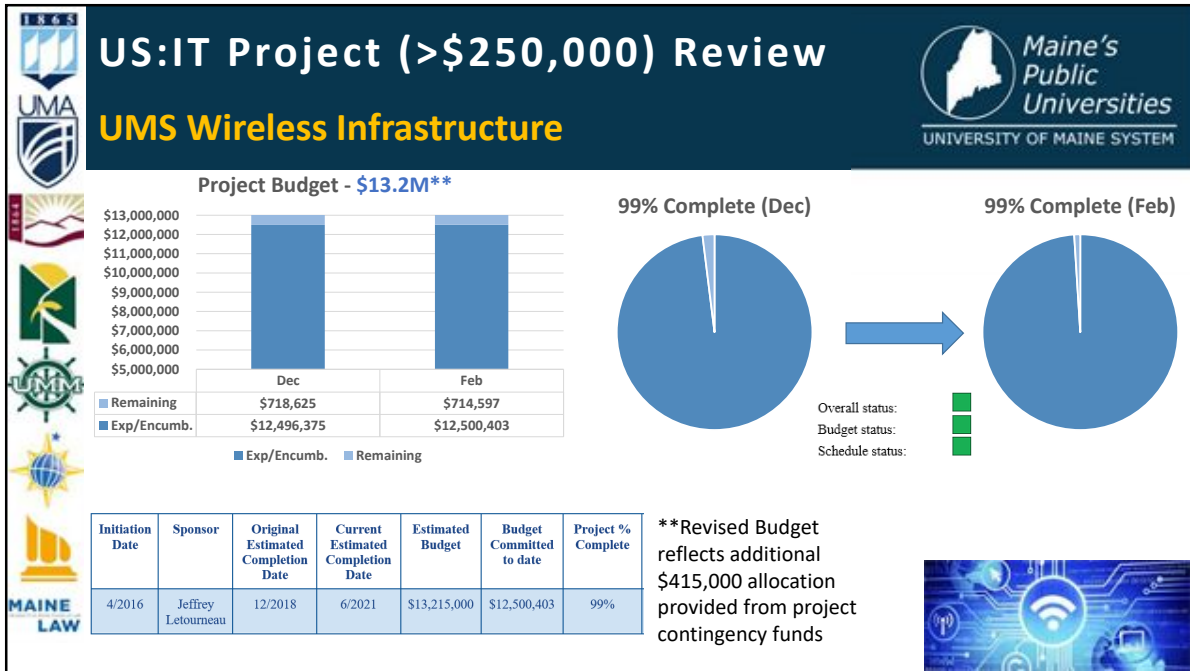 1865
UMA
1864
UMM
MAINE
LAW
US:IT Project (>$250,000) Review
UMS Wireless Infrastructure
Maine's
Public
Universities
UNIVERSITY OF MAINE SYSTEM
Project Budget - $13.2M**
$13,000,000
$12,000,000
$11,000,000
$10,000,000
$9,000,000
$8,000,000
$7,000,000
$6,000,000
$5,000,000
Dec Feb
Remaining $718,625 $714,597
Exp/Encumb. $12,496,375 $12,500,403
Exp/Encumb. Remaining
99% Complete (Dec)
99% Complete (Feb)
Overall status:
Budget status:
Schedule status:
Initiation Date Sponsor Original Estimated Completion Date Current Estimated Completion Date Estimated Budget Budget Committed to date Project % Complete
4/2016 Jeffrey Letourneau 12/2018 6/2021 $13,215,000 $12,500,403 99%
**Revised Budget
reflects additional
$415,000 allocation
provided from project
contingency funds